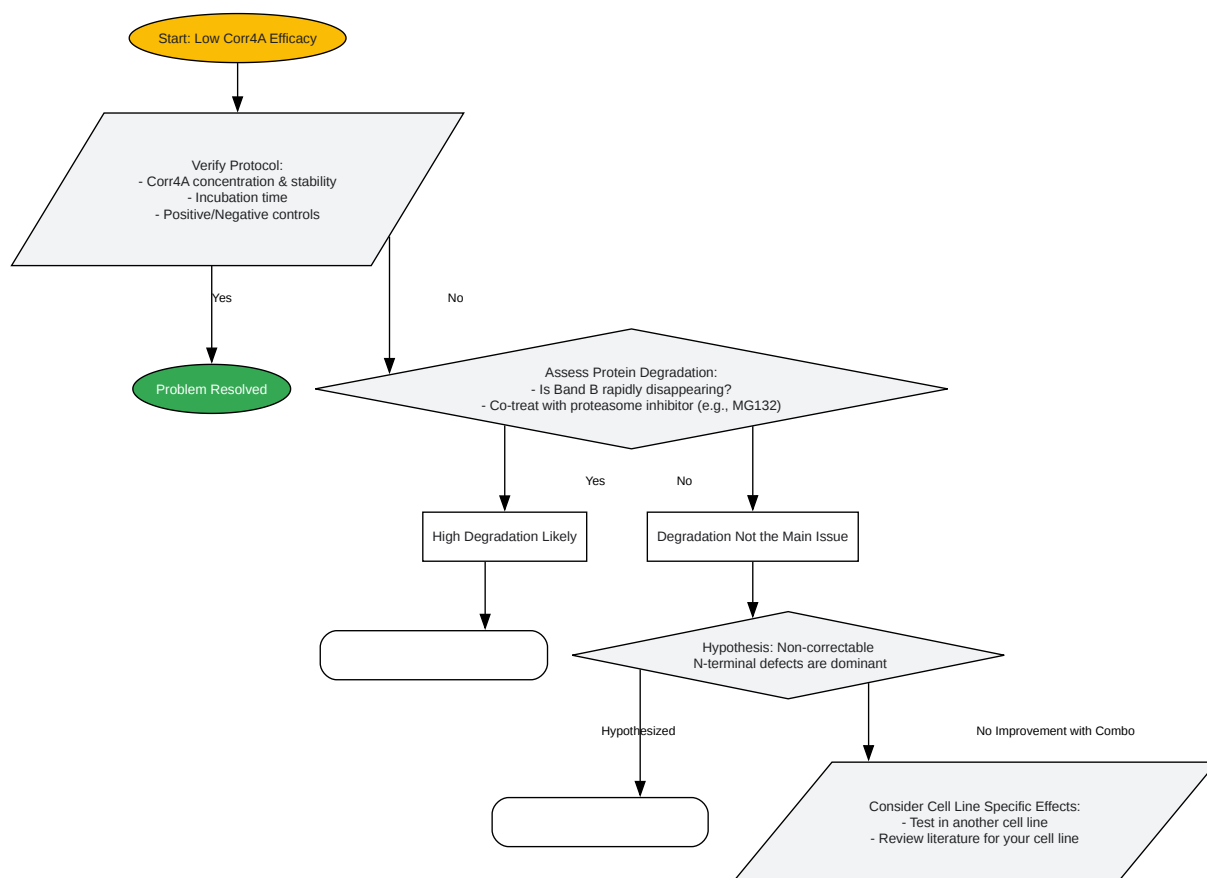 Start: Low Corr4A Efficacy
Verify Protocol:
- Corr4A concentration & stability
- Incubation time
- Positive/Negative controls
Yes
No
Problem Resolved
Assess Protein Degradation:
- Is Band B rapidly disappearing?
- Co-treat with proteasome inhibitor (e.g., MG132)
Yes
No
High Degradation Likely
Degradation Not the Main Issue
Hypothesis: Non-correctable
N-terminal defects are dominant
Hypothesized
No Improvement with Combo
Consider Cell Line Specific Effects:
- Test in another cell line
- Review literature for your cell line